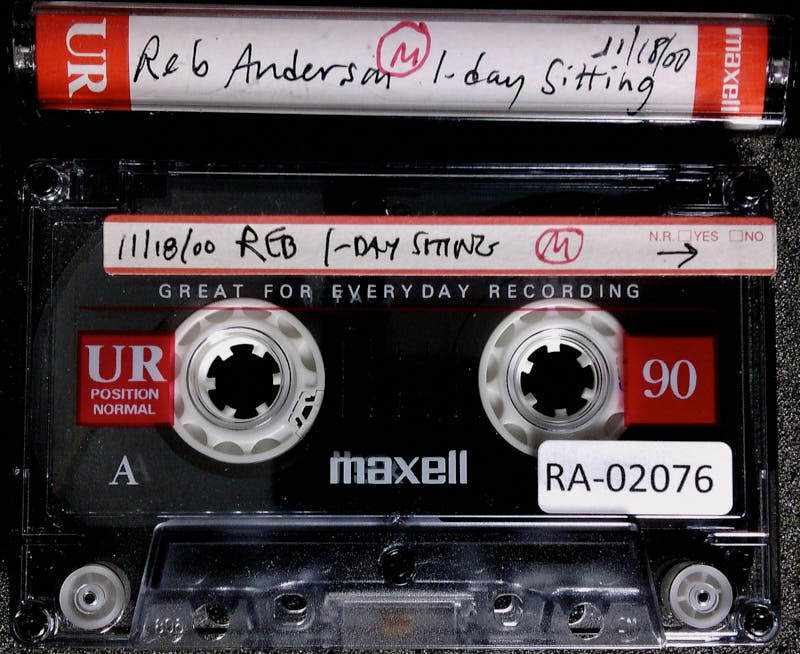 UR
Reb Anderson M 1-day Sitting
11/18/00
maxell
11/18/00 REB 1-DAY SITTING M
N.R. YES NO
→
GREAT FOR EVERYDAY RECORDING
UR
POSITION
NORMAL
90
A
maxell
RA-02076